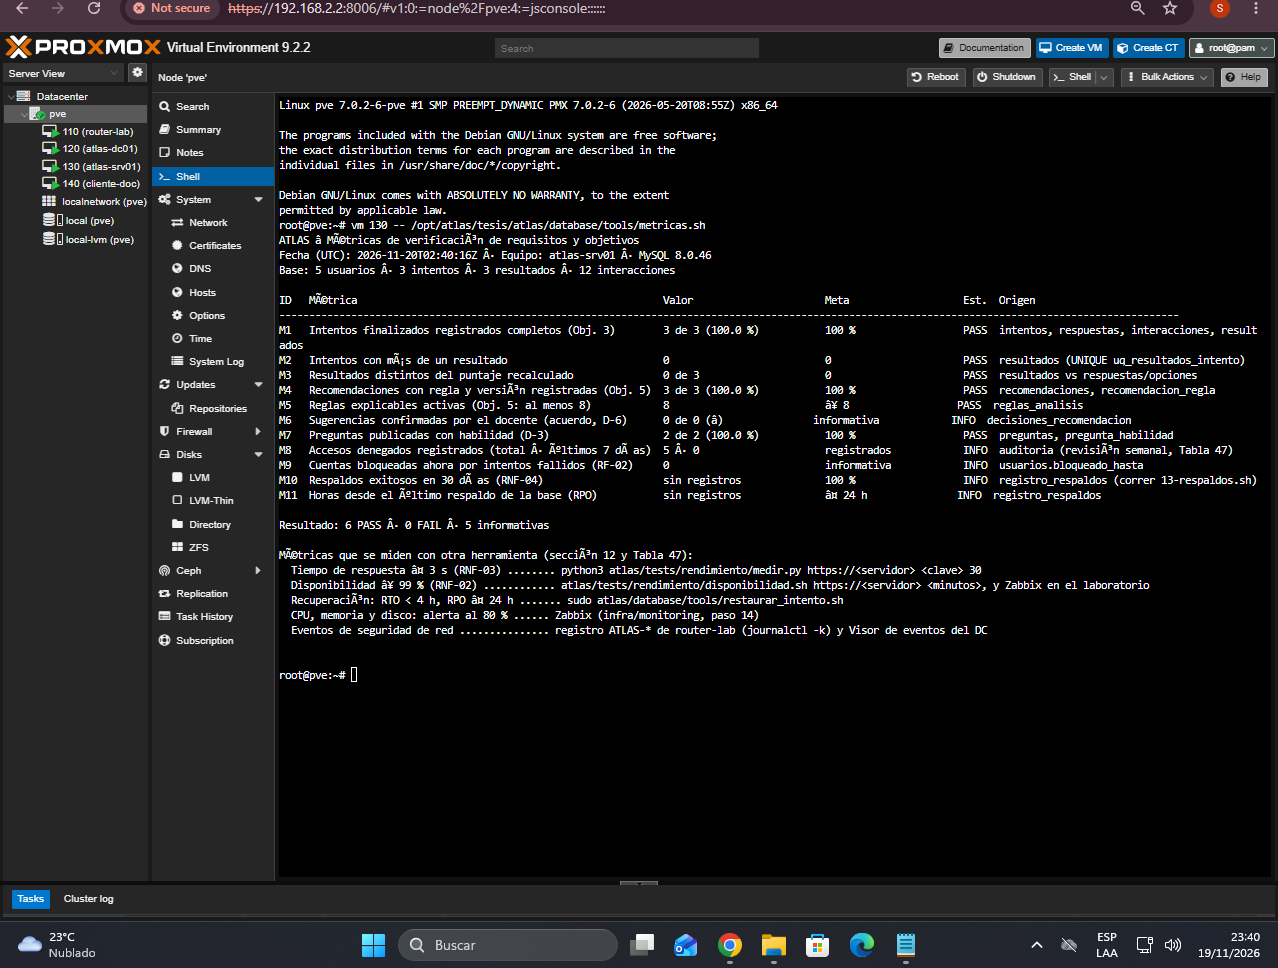 Not secure https://192.168.2.2:8006/#v1:0:=node%2Fpve:4:=jsconsole::::::
S
PROXMOX Virtual Environment 9.2.2
Search
Documentation
Create VM
Create CT
root@pam
Server View
Node 'pve'
Reboot
Shutdown
>_ Shell
Bulk Actions
Help
Datacenter
pve
110 (router-lab)
120 (atlas-dc01)
130 (atlas-srv01)
140 (cliente-doc)
localnetwork (pve)
local (pve)
local-lvm (pve)
Search
Summary
Notes
>_ Shell
System
Network
Certificates
DNS
Hosts
Options
Time
System Log
Updates
Repositories
Firewall
Disks
LVM
LVM-Thin
Directory
ZFS
Ceph
Replication
Task History
Subscription
Linux pve 7.0.2-6-pve #1 SMP PREEMPT_DYNAMIC PMX 7.0.2-6 (2026-05-20T08:55Z) x86_64
The programs included with the Debian GNU/Linux system are free software;
the exact distribution terms for each program are described in the
individual files in /usr/share/doc/*/copyright.
Debian GNU/Linux comes with ABSOLUTELY NO WARRANTY, to the extent
permitted by applicable law.
root@pve:~# vm 130 -- /opt/atlas/tesis/atlas/database/tools/metricas.sh
ATLAS â MÃ©tricas de verificaciÃ³n de requisitos y objetivos
Fecha (UTC): 2026-11-20T02:40:16Z Â· Equipo: atlas-srv01 Â· MySQL 8.0.46
Base: 5 usuarios Â· 3 intentos Â· 3 resultados Â· 12 interacciones
ID MÃ©trica Valor Meta Est. Origen
M1 Intentos finalizados registrados completos (Obj. 3) 3 de 3 (100.0 %) 100 % PASS intentos, respuestas, interacciones, result
ados
M2 Intentos con mÃ¡s de un resultado 0 0 PASS resultados (UNIQUE uq_resultados_intento)
M3 Resultados distintos del puntaje recalculado 0 de 3 0 PASS resultados vs respuestas/opciones
M4 Recomendaciones con regla y versiÃ³n registradas (Obj. 5) 3 de 3 (100.0 %) 100 % PASS recomendaciones, recomendacion_regla
M5 Reglas explicables activas (Obj. 5: al menos 8) 8 â¥ 8 PASS reglas_analisis
M6 Sugerencias confirmadas por el docente (acuerdo, D-6) 0 de 0 (â) informativa INFO decisiones_recomendacion
M7 Preguntas publicadas con habilidad (D-3) 2 de 2 (100.0 %) 100 % PASS preguntas, pregunta_habilidad
M8 Accesos denegados registrados (total Â· Ãºltimos 7 dÃ as) 5 Â· 0 registrados INFO auditoria (revisiÃ³n semanal, Tabla 47)
M9 Cuentas bloqueadas ahora por intentos fallidos (RF-02) 0 informativa INFO usuarios.bloqueado_hasta
M10 Respaldos exitosos en 30 dÃ as (RNF-04) sin registros 100 % INFO registro_respaldos (correr 13-respaldos.sh)
M11 Horas desde el Ãºltimo respaldo de la base (RPO) sin registros â¤ 24 h INFO registro_respaldos
Resultado: 6 PASS Â· 0 FAIL Â· 5 informativas
MÃ©tricas que se miden con otra herramienta (secciÃ³n 12 y Tabla 47):
Tiempo de respuesta â¤ 3 s (RNF-03) ........ python3 atlas/tests/rendimiento/medir.py https://<servidor> <clave> 30
Disponibilidad â¥ 99 % (RNF-02) ............ atlas/tests/rendimiento/disponibilidad.sh https://<servidor> <minutos>, y Zabbix en el laboratorio
RecuperaciÃ³n: RTO < 4 h, RPO â¤ 24 h ....... sudo atlas/database/tools/restaurar_intento.sh
CPU, memoria y disco: alerta al 80 % ...... Zabbix (infra/monitoring, paso 14)
Eventos de seguridad de red ............... registro ATLAS-* de router-lab (journalctl -k) y Visor de eventos del DC
root@pve:~#
Tasks
Cluster log
23°C
Nublado
Buscar
ESP
LAA
23:40
19/11/2026